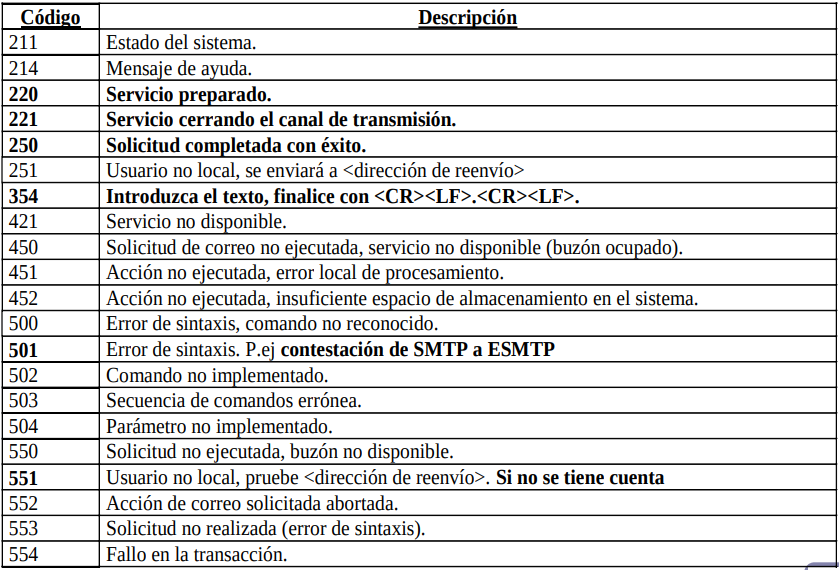 Código Descripción
211 Estado del sistema.
214 Mensaje de ayuda.
220 Servicio preparado.
221 Servicio cerrando el canal de transmisión.
250 Solicitud completada con éxito.
251 Usuario no local, se enviará a <dirección de reenvío>
354 Introduzca el texto, finalice con <CR><LF>.<CR><LF>.
421 Servicio no disponible.
450 Solicitud de correo no ejecutada, servicio no disponible (buzón ocupado).
451 Acción no ejecutada, error local de procesamiento.
452 Acción no ejecutada, insuficiente espacio de almacenamiento en el sistema.
500 Error de sintaxis, comando no reconocido.
501 Error de sintaxis. P.ej contestación de SMTP a ESMTP
502 Comando no implementado.
503 Secuencia de comandos errónea.
504 Parámetro no implementado.
550 Solicitud no ejecutada, buzón no disponible.
551 Usuario no local, pruebe <dirección de reenvío>. Si no se tiene cuenta
552 Acción de correo solicitada abortada.
553 Solicitud no realizada (error de sintaxis).
554 Fallo en la transacción.